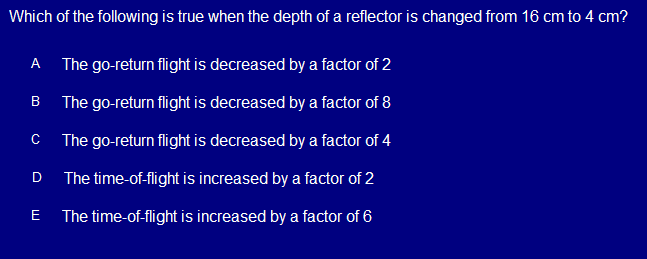 Which of the following is true when the depth of a reflector is changed from 16 cm to 4 cm?
A The go-return flight is decreased by a factor of 2
B The go-return flight is decreased by a factor of 8
C The go-return flight is decreased by a factor of 4
D The time-of-flight is increased by a factor of 2
E The time-of-flight is increased by a factor of 6